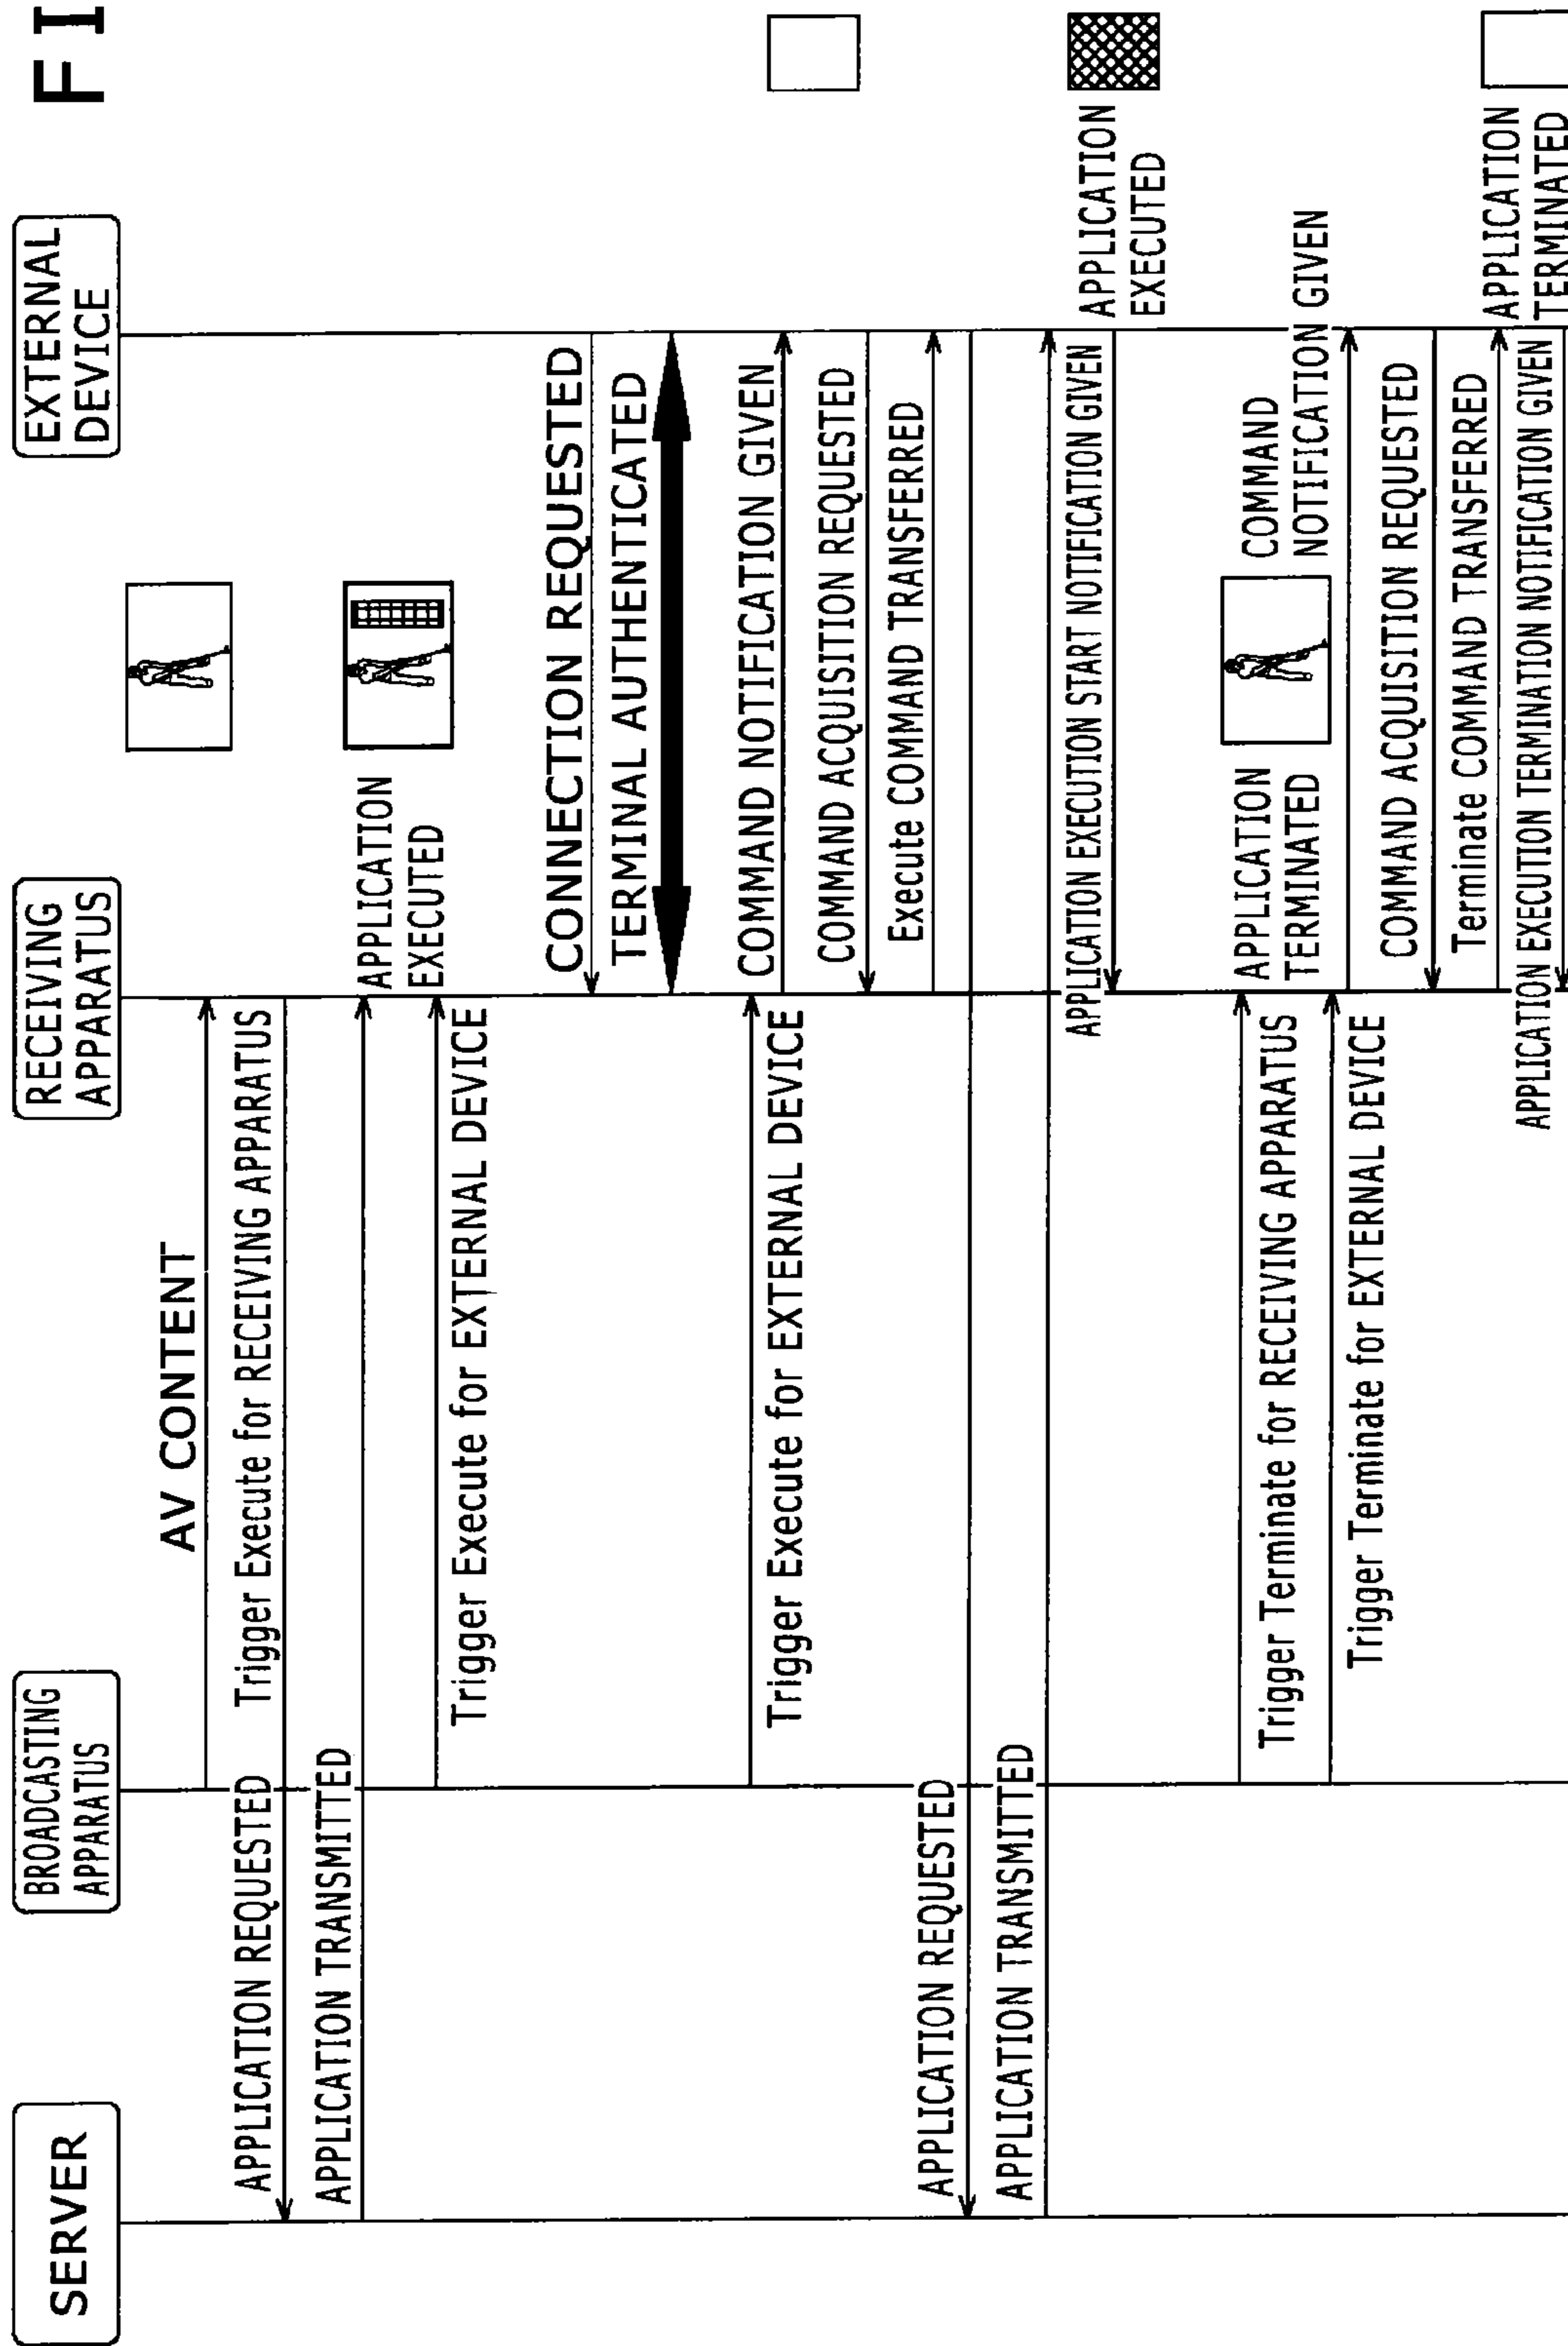 F I
SERVER
BROADCASTING
APPARATUS
RECEIVING
APPARATUS
EXTERNAL
DEVICE
AV CONTENT
APPLICATION REQUESTED
Trigger Execute for RECEIVING APPARATUS
APPLICATION TRANSMITTED
APPLICATION
EXECUTED
Trigger Execute for EXTERNAL DEVICE
CONNECTION REQUESTED
TERMINAL AUTHENTICATED
COMMAND NOTIFICATION GIVEN
Trigger Execute for EXTERNAL DEVICE
COMMAND ACQUISITION REQUESTED
Execute COMMAND TRANSFERRED
APPLICATION REQUESTED
APPLICATION TRANSMITTED
APPLICATION EXECUTION START NOTIFICATION GIVEN
APPLICATION
EXECUTED
Trigger Terminate for RECEIVING APPARATUS
APPLICATION
TERMINATED
COMMAND
NOTIFICATION GIVEN
Trigger Terminate for EXTERNAL DEVICE
COMMAND ACQUISITION REQUESTED
Terminate COMMAND TRANSFERRED
APPLICATION EXECUTION TERMINATION NOTIFICATION GIVEN
APPLICATION
TERMINATED